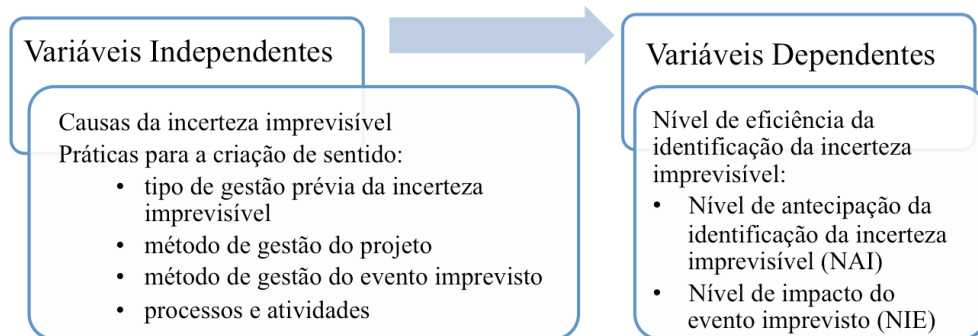 Variáveis Independentes
Causas da incerteza imprevisível
Práticas para a criação de sentido:
• tipo de gestão prévia da incerteza
imprevisível
• método de gestão do projeto
• método de gestão do evento imprevisto
• processos e atividades
Variáveis Dependentes
Nível de eficiência da
identificação da incerteza
imprevisível:
• Nível de antecipação da
identificação da incerteza
imprevisível (NAI)
• Nível de impacto do
evento imprevisto (NIE)